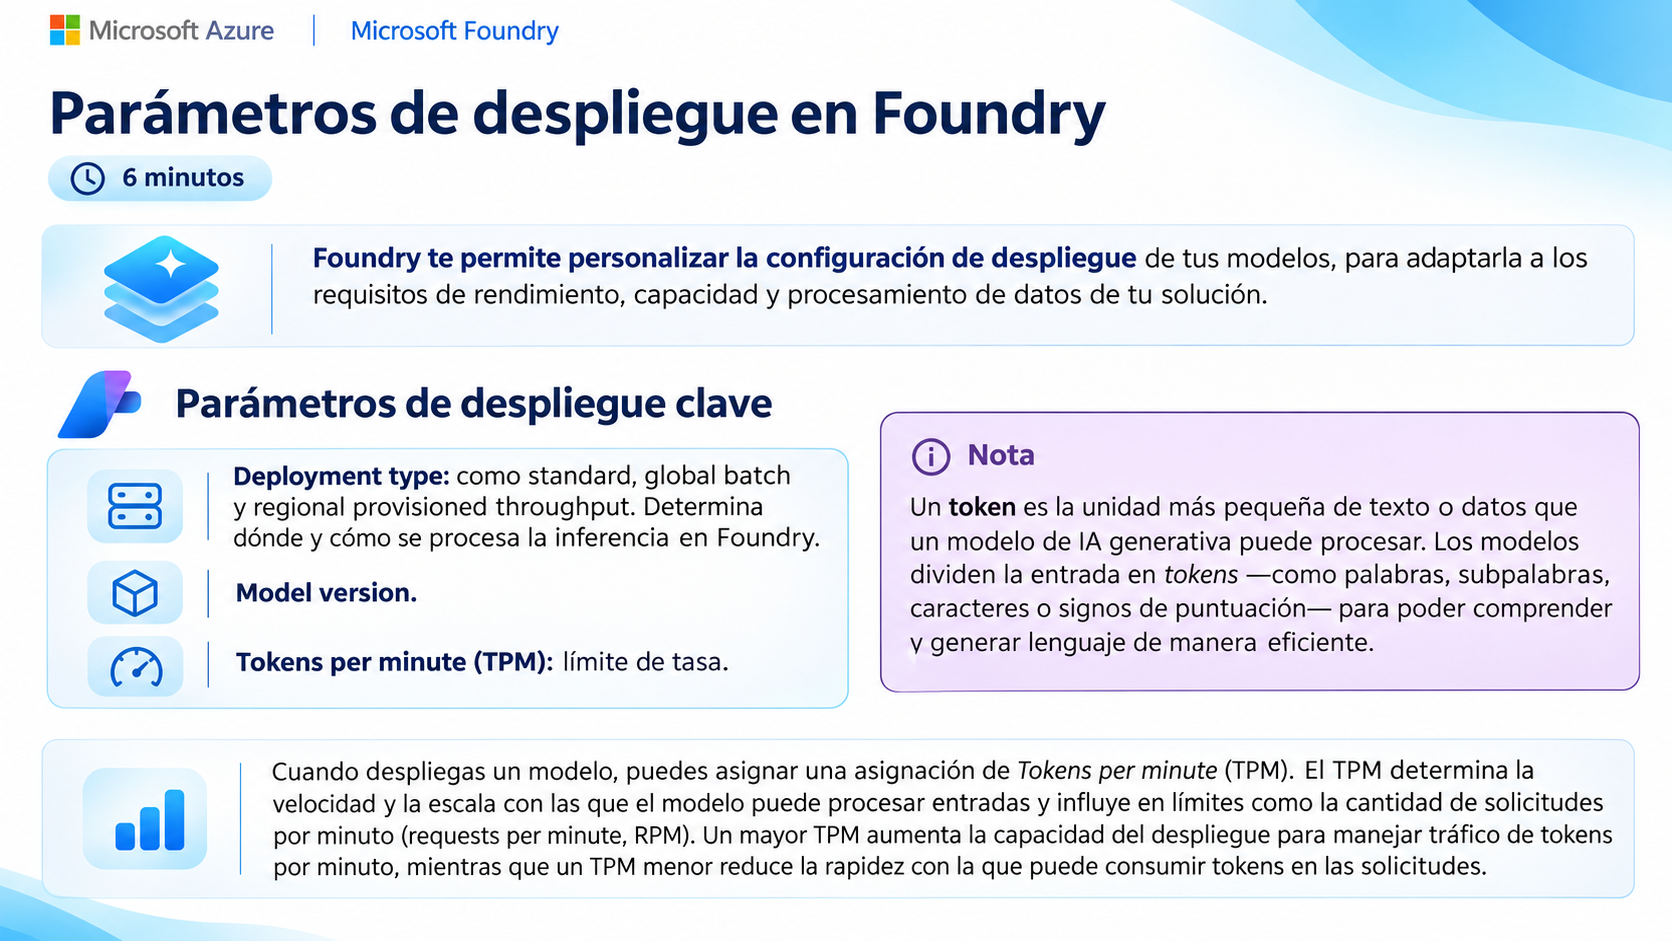 Microsoft Azure
Microsoft Foundry
Parámetros de despliegue en Foundry
6 minutos
Foundry te permite personalizar la configuración de despliegue de tus modelos, para adaptarla a los
requisitos de rendimiento, capacidad y procesamiento de datos de tu solución.
Parámetros de despliegue clave
Deployment type: como standard, global batch
y regional provisioned throughput. Determina
dónde y cómo se procesa la inferencia en Foundry.
Model version.
Tokens per minute (TPM): límite de tasa.
Nota
Un token es la unidad más pequeña de texto o datos que
un modelo de IA generativa puede procesar. Los modelos
dividen la entrada en tokens —como palabras, subpalabras,
caracteres o signos de puntuación— para poder comprender
y generar lenguaje de manera eficiente.
Cuando despliegas un modelo, puedes asignar una asignación de Tokens per minute (TPM). El TPM determina la
velocidad y la escala con las que el modelo puede procesar entradas y influye en límites como la cantidad de solicitudes
por minuto (requests per minute, RPM). Un mayor TPM aumenta la capacidad del despliegue para manejar tráfico de tokens
por minuto, mientras que un TPM menor reduce la rapidez con la que puede consumir tokens en las solicitudes.